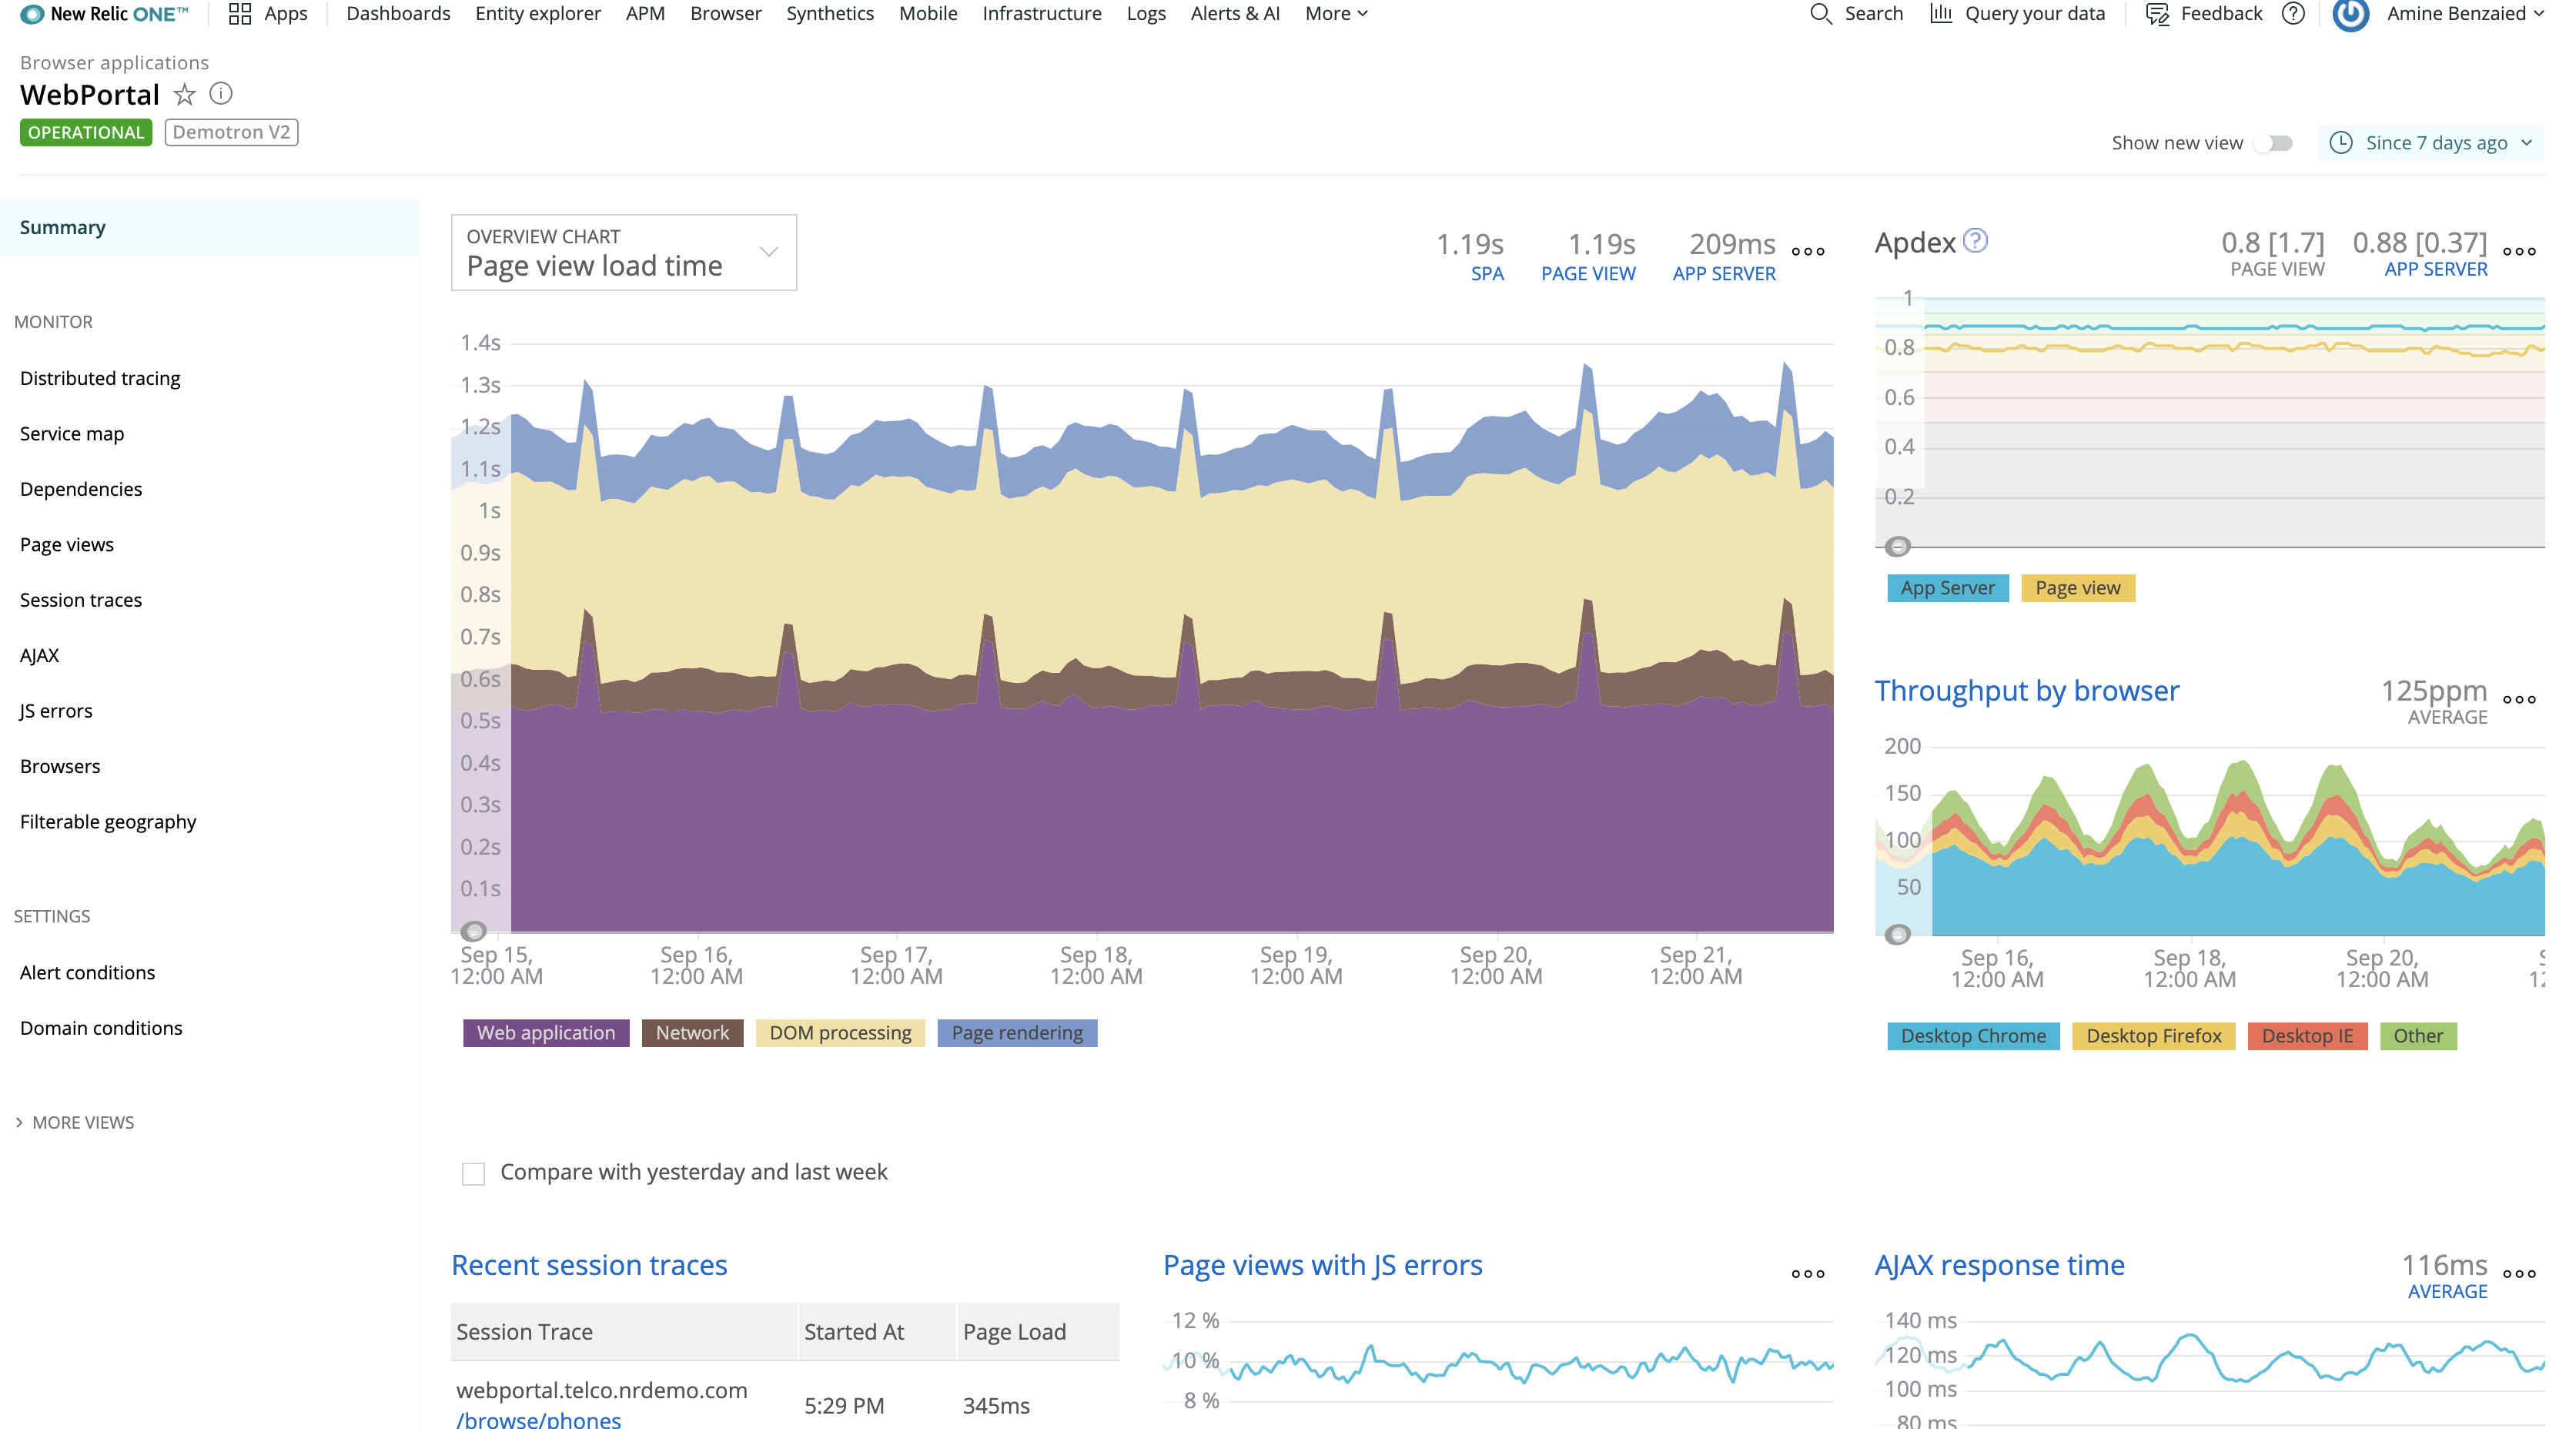 New Relic ONE™
Apps
Dashboards
Entity explorer
APM
Browser
Synthetics
Mobile
Infrastructure
Logs
Alerts & AI
More
Search
Query your data
Feedback
Amine Benzaied
Browser applications
WebPortal
OPERATIONAL
Demotron V2
Show new view
Since 7 days ago
Summary
MONITOR
Distributed tracing
Service map
Dependencies
Page views
Session traces
AJAX
JS errors
Browsers
Filterable geography
SETTINGS
Alert conditions
Domain conditions
MORE VIEWS
OVERVIEW CHART
Page view load time
1.19s
SPA
1.19s
PAGE VIEW
209ms
APP SERVER
1.4s
1.3s
1.2s
1.1s
1s
0.9s
0.8s
0.7s
0.6s
0.5s
0.4s
0.3s
0.2s
0.1s
Sep 15,
12:00 AM
Sep 16,
12:00 AM
Sep 17,
12:00 AM
Sep 18,
12:00 AM
Sep 19,
12:00 AM
Sep 20,
12:00 AM
Sep 21,
12:00 AM
Web application
Network
DOM processing
Page rendering
Compare with yesterday and last week
Apdex ?
0.8 [1.7]
PAGE VIEW
0.88 [0.37]
APP SERVER
1
0.8
0.6
0.4
0.2
App Server
Page view
Throughput by browser
125ppm
AVERAGE
200
150
100
50
Sep 16,
12:00 AM
Sep 18,
12:00 AM
Sep 20,
12:00 AM
Desktop Chrome
Desktop Firefox
Desktop IE
Other
Recent session traces
Session Trace
Started At
Page Load
webportal.telco.nrdemo.com
/browse/phones
5:29 PM
345ms
Page views with JS errors
12 %
10 %
8 %
AJAX response time
116ms
AVERAGE
140 ms
120 ms
100 ms
80 ms